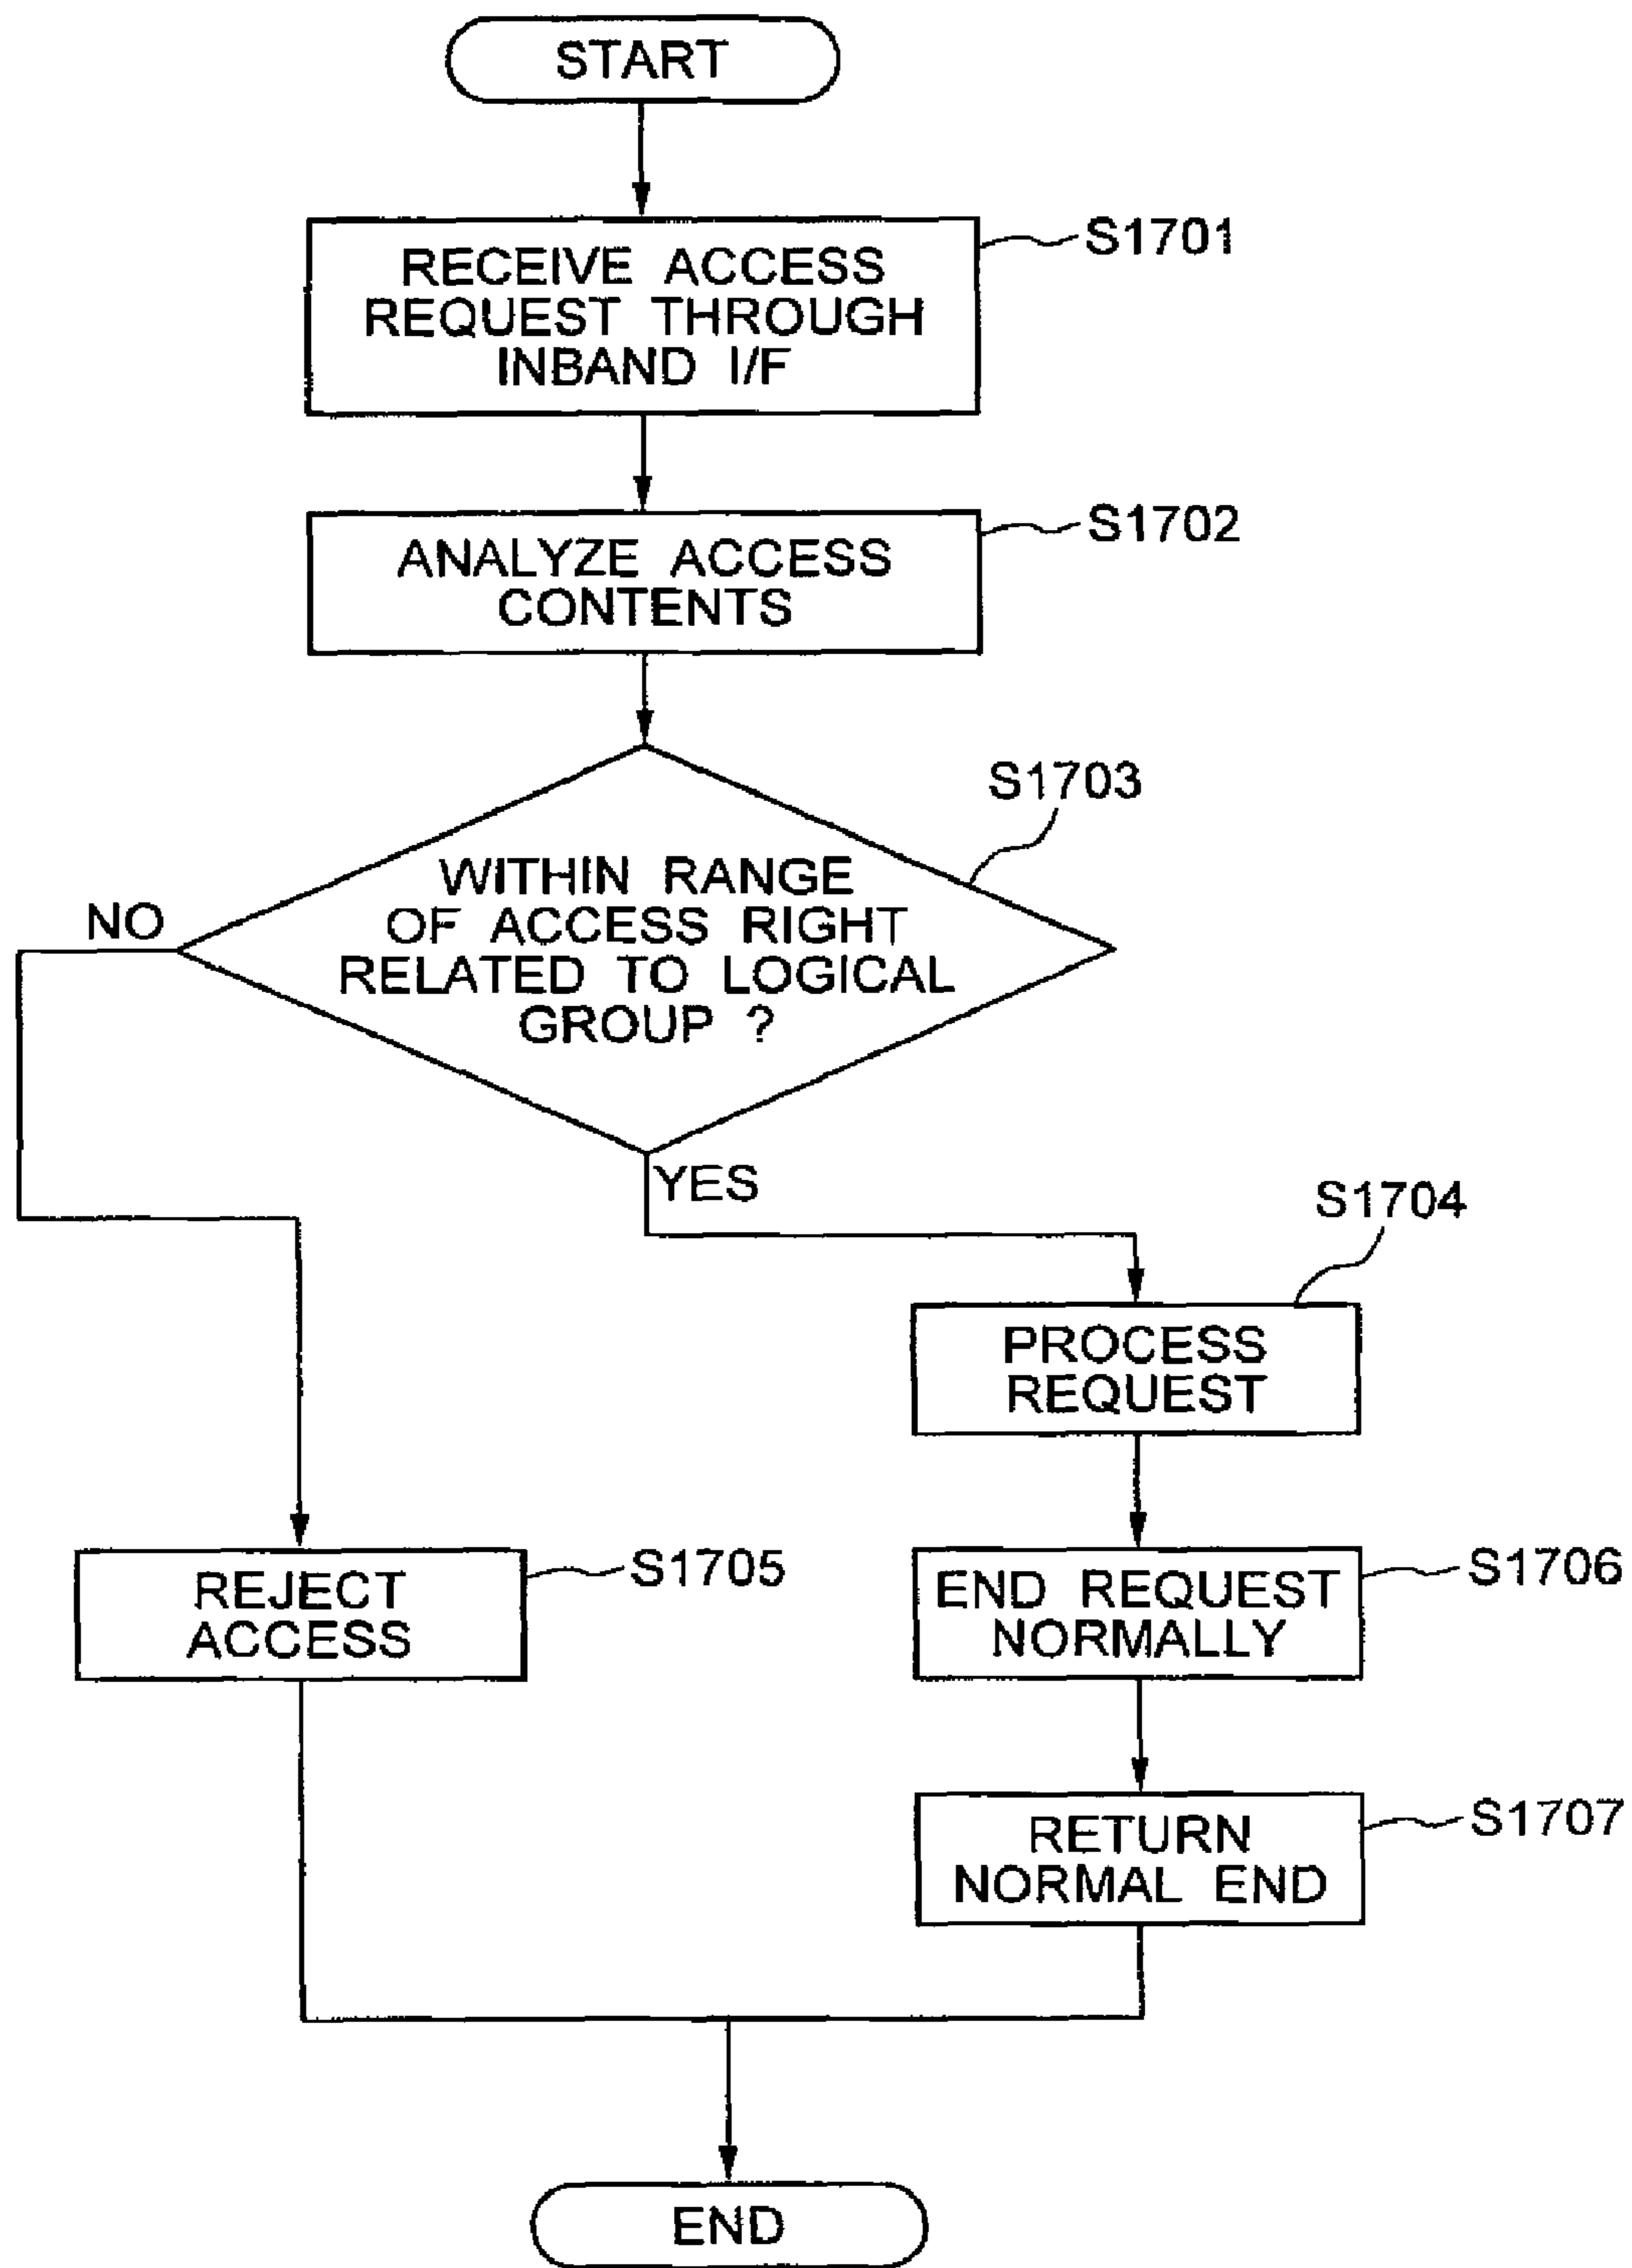 START
RECEIVE ACCESS
REQUEST THROUGH
INBAND I/F
S1701
ANALYZE ACCESS
CONTENTS
S1702
S1703
WITHIN RANGE
OF ACCESS RIGHT
RELATED TO LOGICAL
GROUP ?
NO
YES
S1704
PROCESS
REQUEST
REJECT
ACCESS
S1705
END REQUEST
NORMALLY
S1706
RETURN
NORMAL END
S1707
END